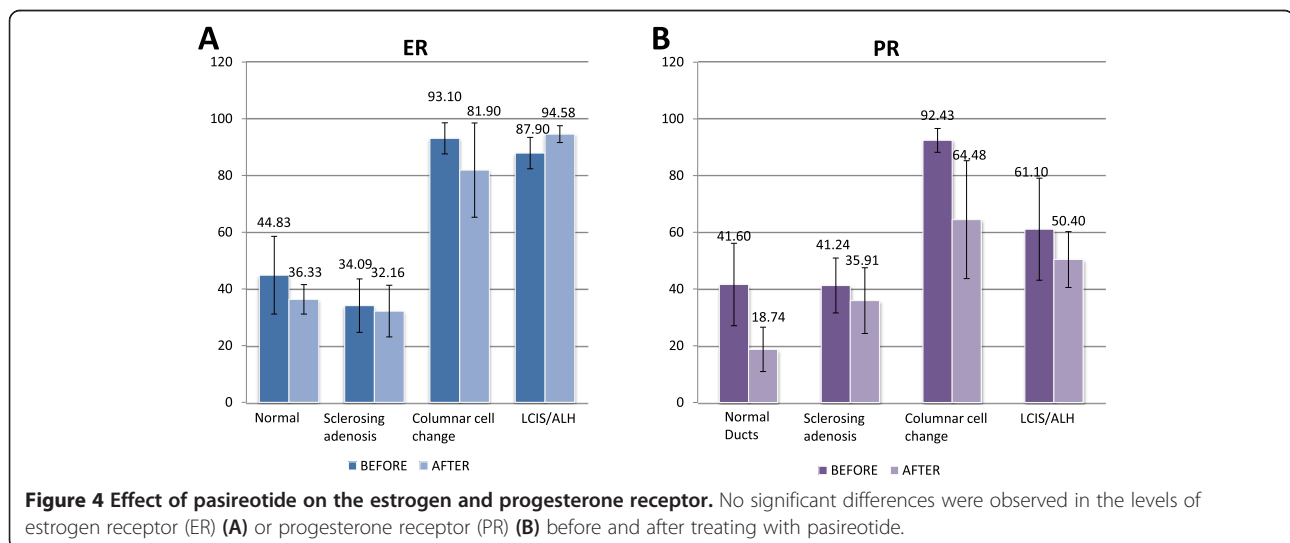 A
ER
120
100
80
60
40
20
0
44.83
36.33
34.09
32.16
93.10
81.90
87.90
94.58
Normal
Sclerosing
adenosis
Columnar cell
change
LCIS/ALH
BEFORE AFTER
B
PR
120
100
80
60
40
20
0
41.60
18.74
41.24
35.91
92.43
64.48
61.10
50.40
Normal
Ducts
Sclerosing
adenosis
Columnar cell
change
LCIS/ALH
BEFORE AFTER
Figure 4 Effect of pasireotide on the estrogen and progesterone receptor. No significant differences were observed in the levels of
estrogen receptor (ER) (A) or progesterone receptor (PR) (B) before and after treating with pasireotide.